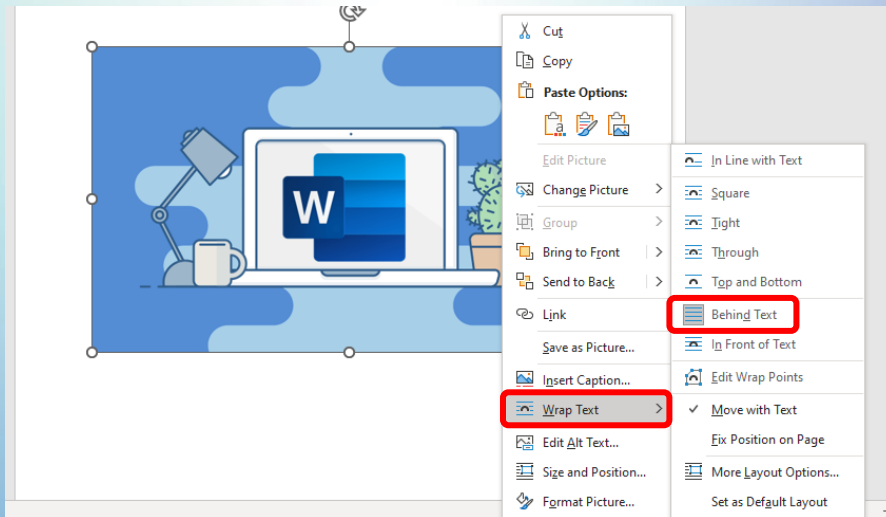 W
Cut
Copy
Paste Options:
a
Edit Picture
Change Picture
Group
Bring to Front
Send to Back
Link
Save as Picture...
Insert Caption...
Wrap Text
Edit Alt Text...
Size and Position...
Format Picture...
In Line with Text
Square
Tight
Through
Top and Bottom
Behind Text
In Front of Text
Edit Wrap Points
Move with Text
Fix Position on Page
More Layout Options...
Set as Default Layout